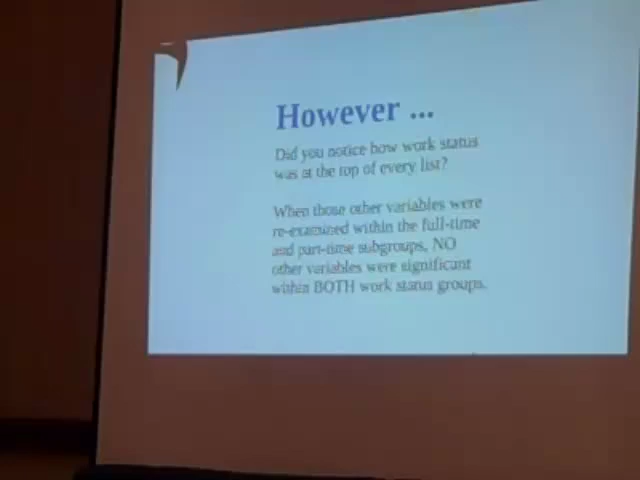 However ...
Did you notice how work status
was at the top of every list?
When those other variables were
re-examined within the full-time
and part-time subgroups, NO
other variables were significant
within BOTH work status groups.